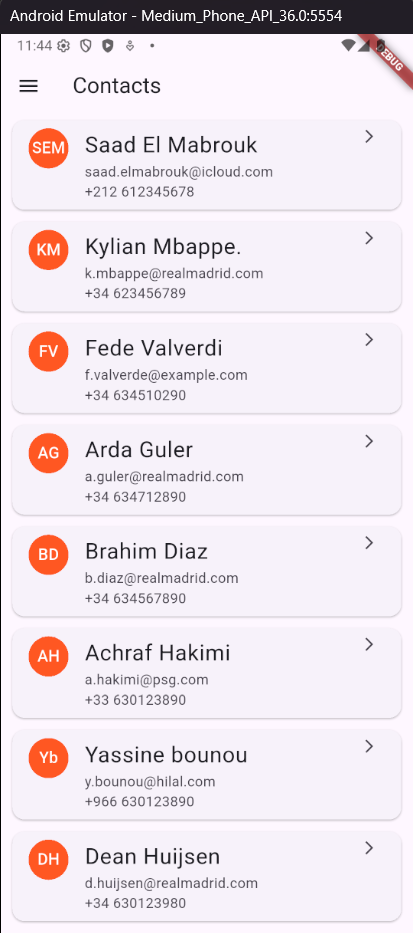 Android Emulator - Medium_Phone_API_36.0:5554
11:44
DEBUG
Contacts
SEM
Saad El Mabrouk
saad.elmabrouk@icloud.com
+212 612345678
KM
Kylian Mbappe.
k.mbappe@realmadrid.com
+34 623456789
FV
Fede Valverdi
f.valverde@example.com
+34 634510290
AG
Arda Guler
a.guler@realmadrid.com
+34 634712890
BD
Brahim Diaz
b.diaz@realmadrid.com
+34 634567890
AH
Achraf Hakimi
a.hakimi@psg.com
+33 630123890
Yb
Yassine bounou
y.bounou@hilal.com
+966 630123890
DH
Dean Huijsen
d.huijsen@realmadrid.com
+34 630123980